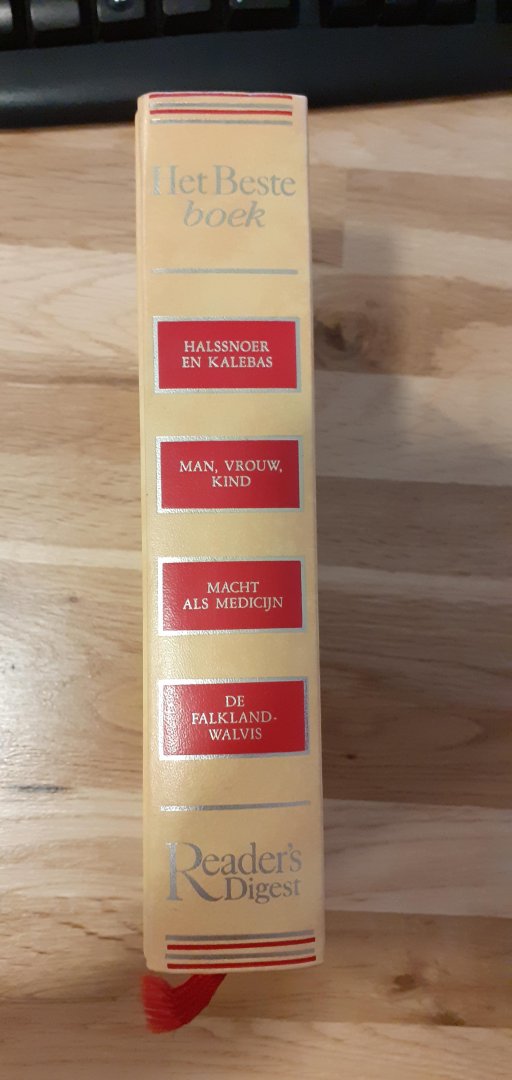 Het Beste
boek
HALSSNOER
EN KALEBAS
MAN, VROUW,
KIND
MACHT
ALS MEDICIJN
DE
FALKLAND-
WALVIS
Reader's
Digest